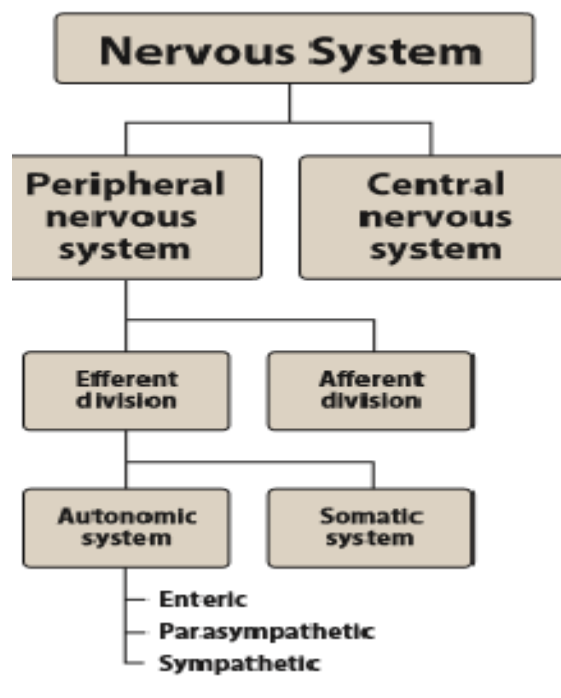 Nervous System
Peripheral
nervous
system
Central
nervous
system
Efferent
division
Afferent
division
Autonomic
system
Somatic
system
Enteric
Parasympathetic
Sympathetic